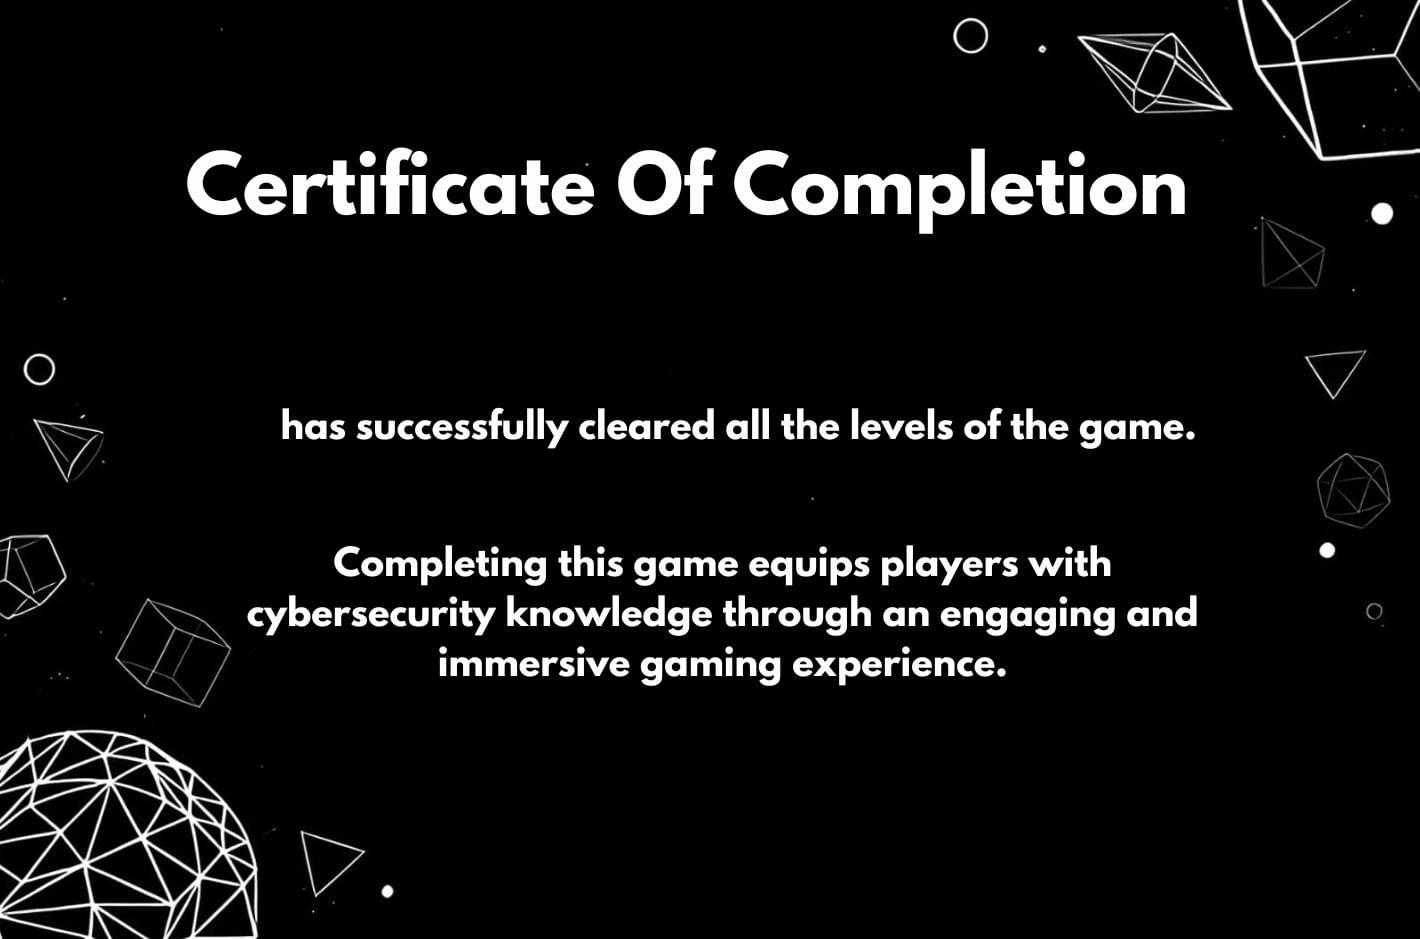 Certificate Of Completion
has successfully cleared all the levels of the game.
Completing this game equips players with
cybersecurity knowledge through an engaging and
immersive gaming experience.